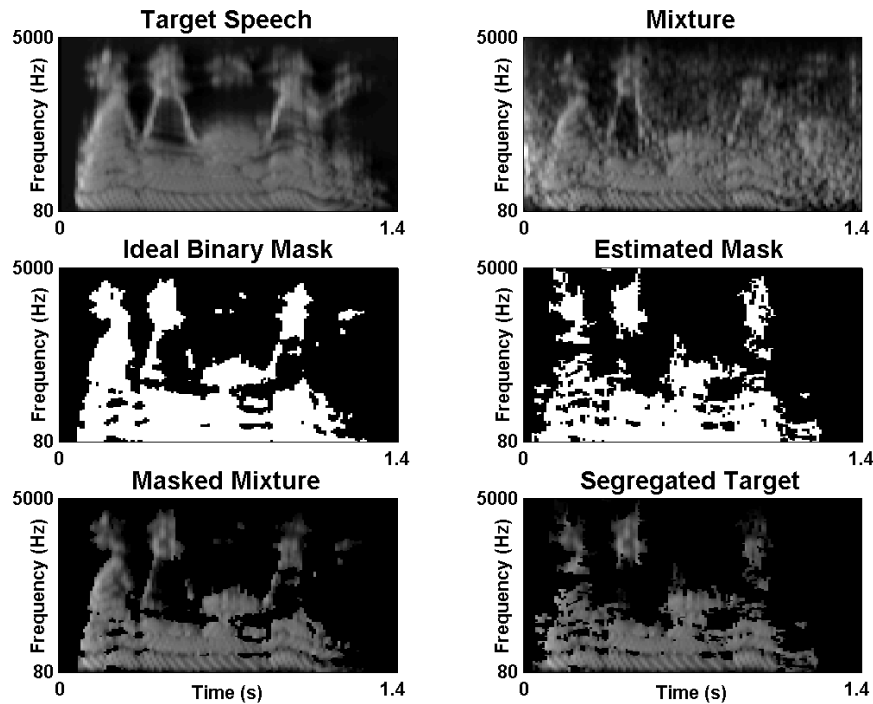 Target Speech
5000
Frequency (Hz)
80
0
1.4
Mixture
5000
Frequency (Hz)
80
0
1.4
Ideal Binary Mask
5000
Frequency (Hz)
80
0
1.4
Estimated Mask
5000
Frequency (Hz)
80
0
1.4
Masked Mixture
5000
Frequency (Hz)
80
0
Time (s)
1.4
Segregated Target
5000
Frequency (Hz)
80
0
Time (s)
1.4